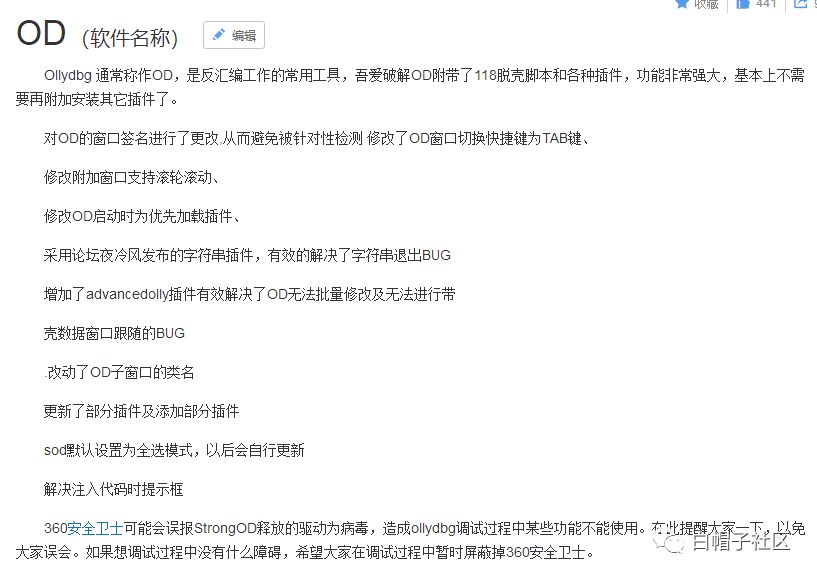 收藏 441 9
OD（软件名称） 编辑
Ollydbg 通常称作OD，是反汇编工作的常用工具，吾爱破解OD附带了118脱壳脚本和各种插件，功能非常强大，基本上不需
要再附加安装其它插件了。
对OD的窗口签名进行了更改,从而避免被针对性检测 修改了OD窗口切换快捷键为TAB键、
修改附加窗口支持滚轮滚动、
修改OD启动时为优先加载插件、
采用论坛夜冷风发布的字符串插件，有效的解决了字符串退出BUG
增加了advancedolly插件有效解决了OD无法批量修改及无法进行带
壳数据窗口跟随的BUG
.改动了OD子窗口的类名
更新了部分插件及添加部分插件
sod默认设置为全选模式，以后会自行更新
解决注入代码时提示框
360安全卫士可能会误报StrongOD释放的驱动为病毒，造成ollydbg调试过程中某些功能不能使用。在此提醒大家一下，以免
大家误会。如果想调试过程中没有什么障碍，希望大家在调试过程中暂时屏蔽掉360安全卫士。
白帽子社区